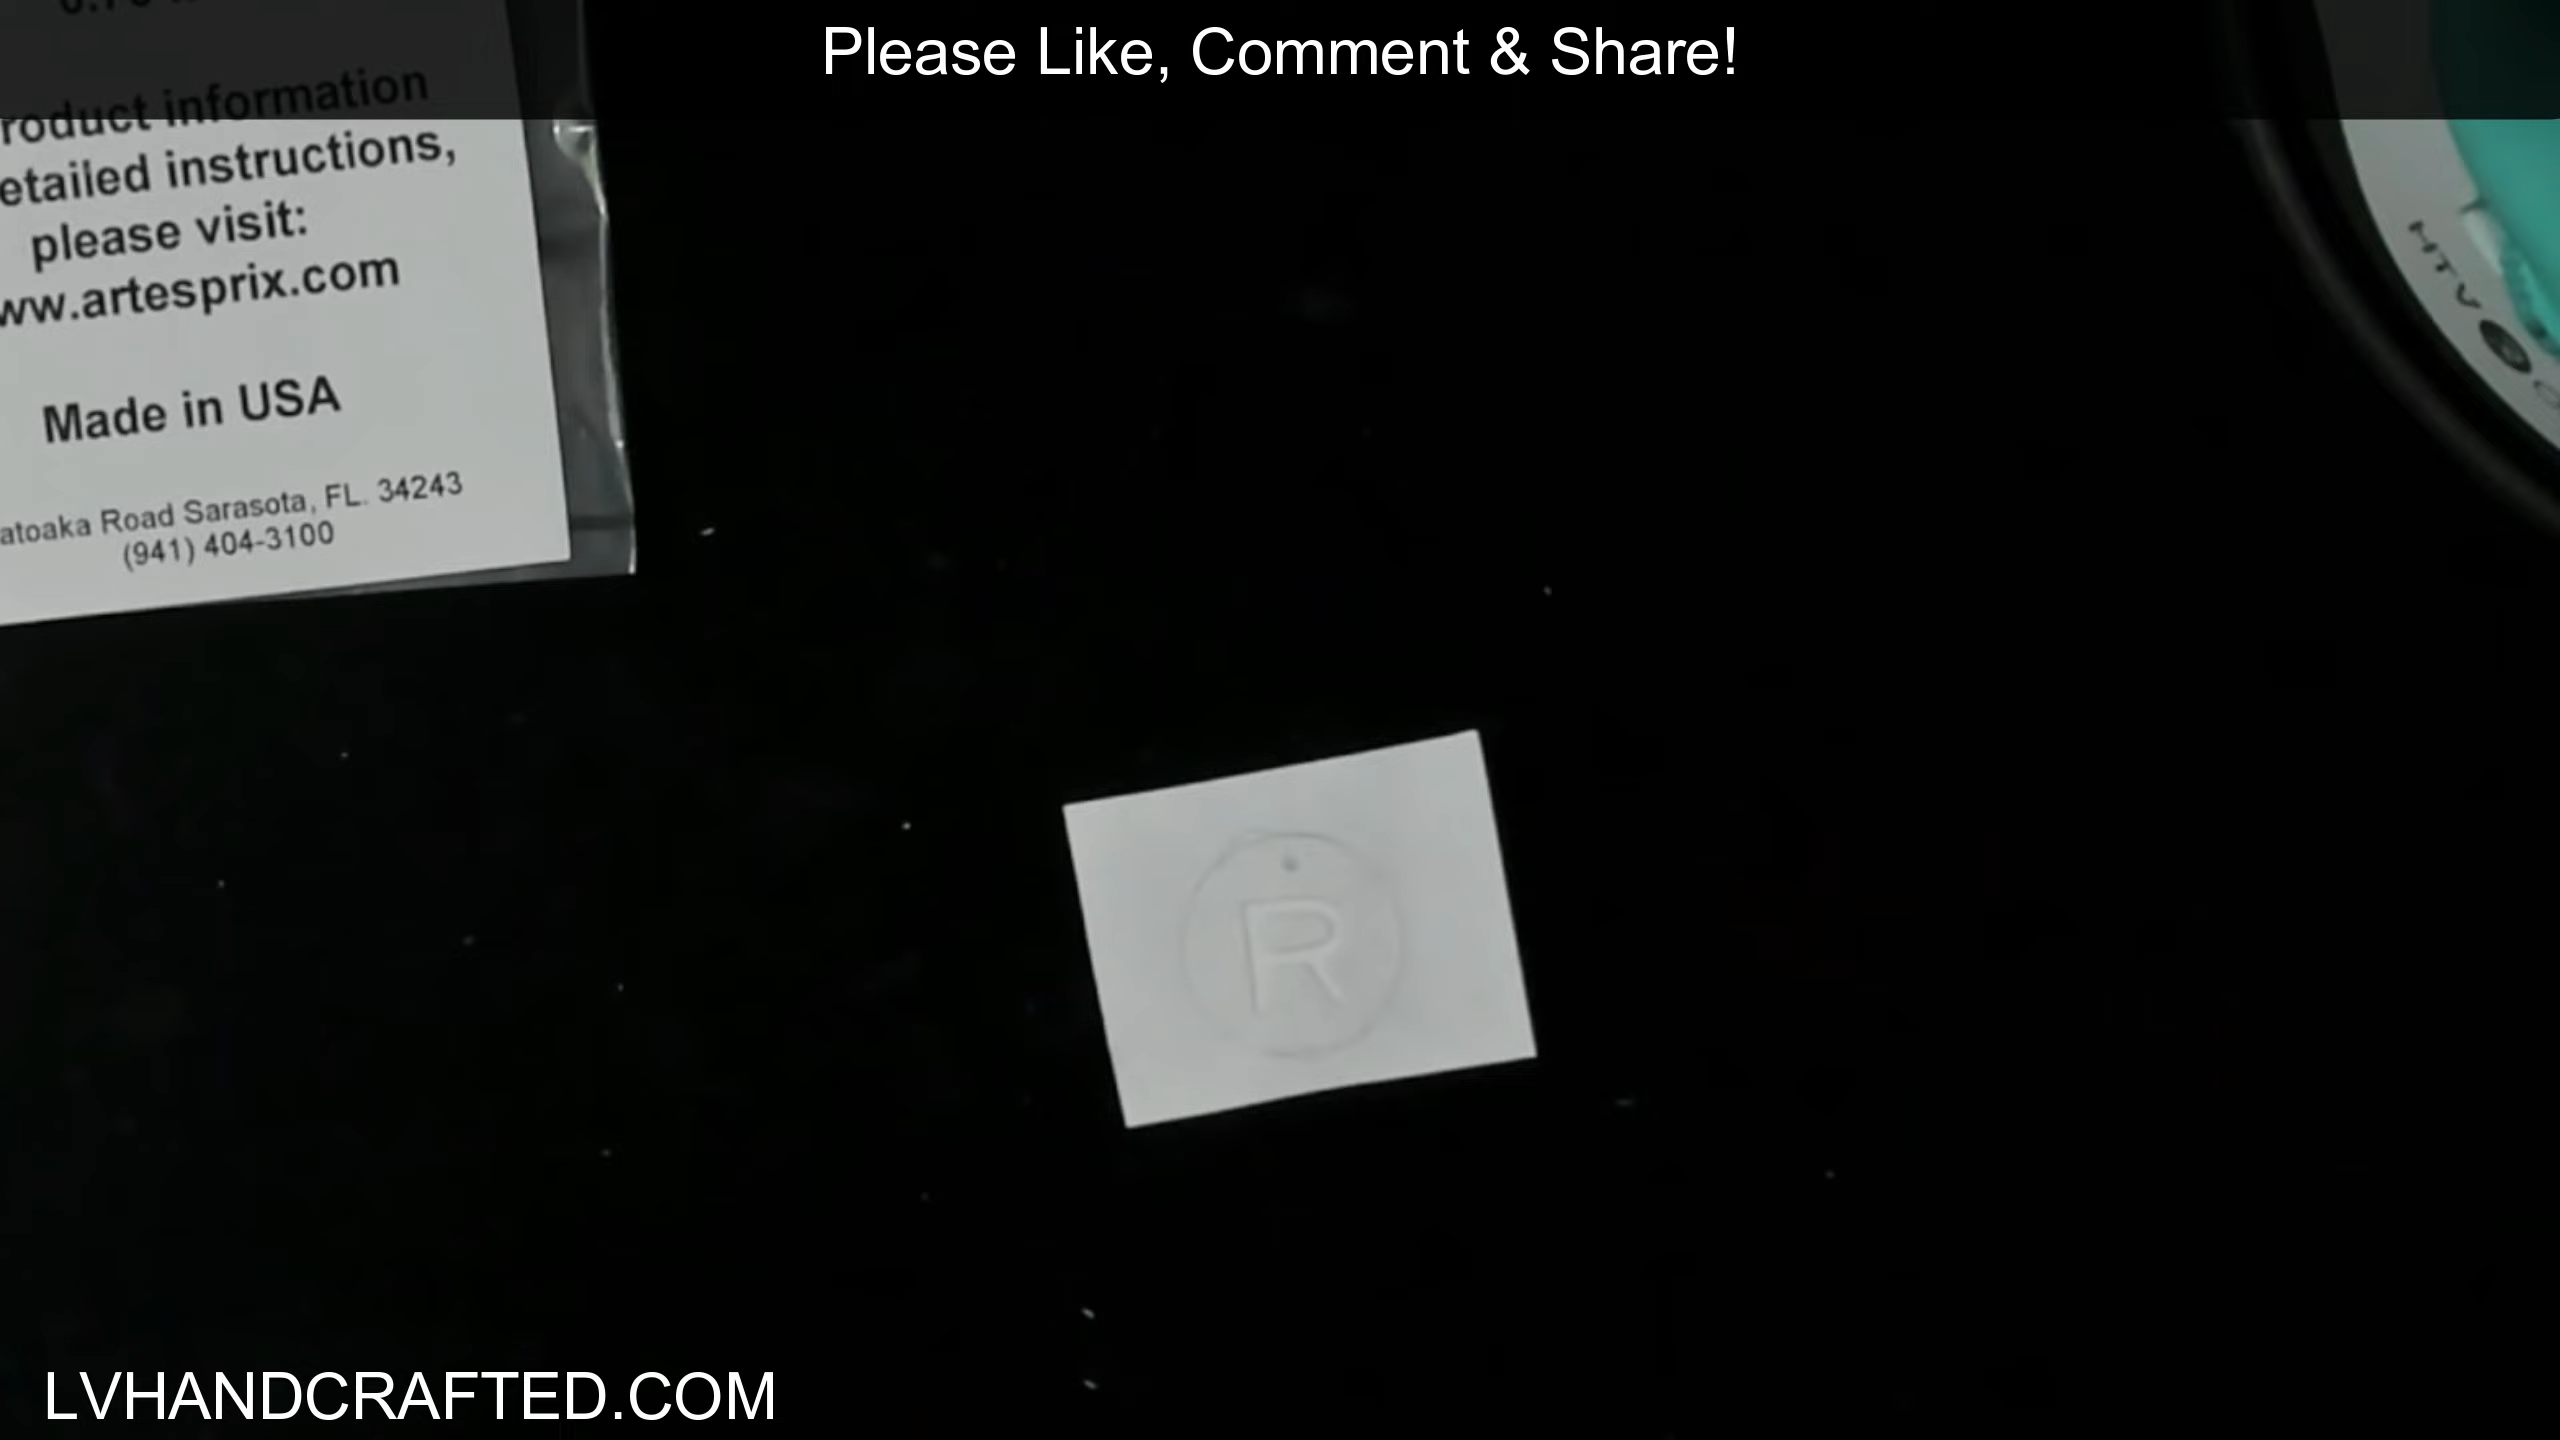 Please Like, Comment & Share!
roduct information
etailed instructions,
please visit:
ww.artesprix.com
Made in USA
atoaka Road Sarasota, FL. 34243
(941) 404-3100
HTV
R
LVHANDCRAFTED.COM